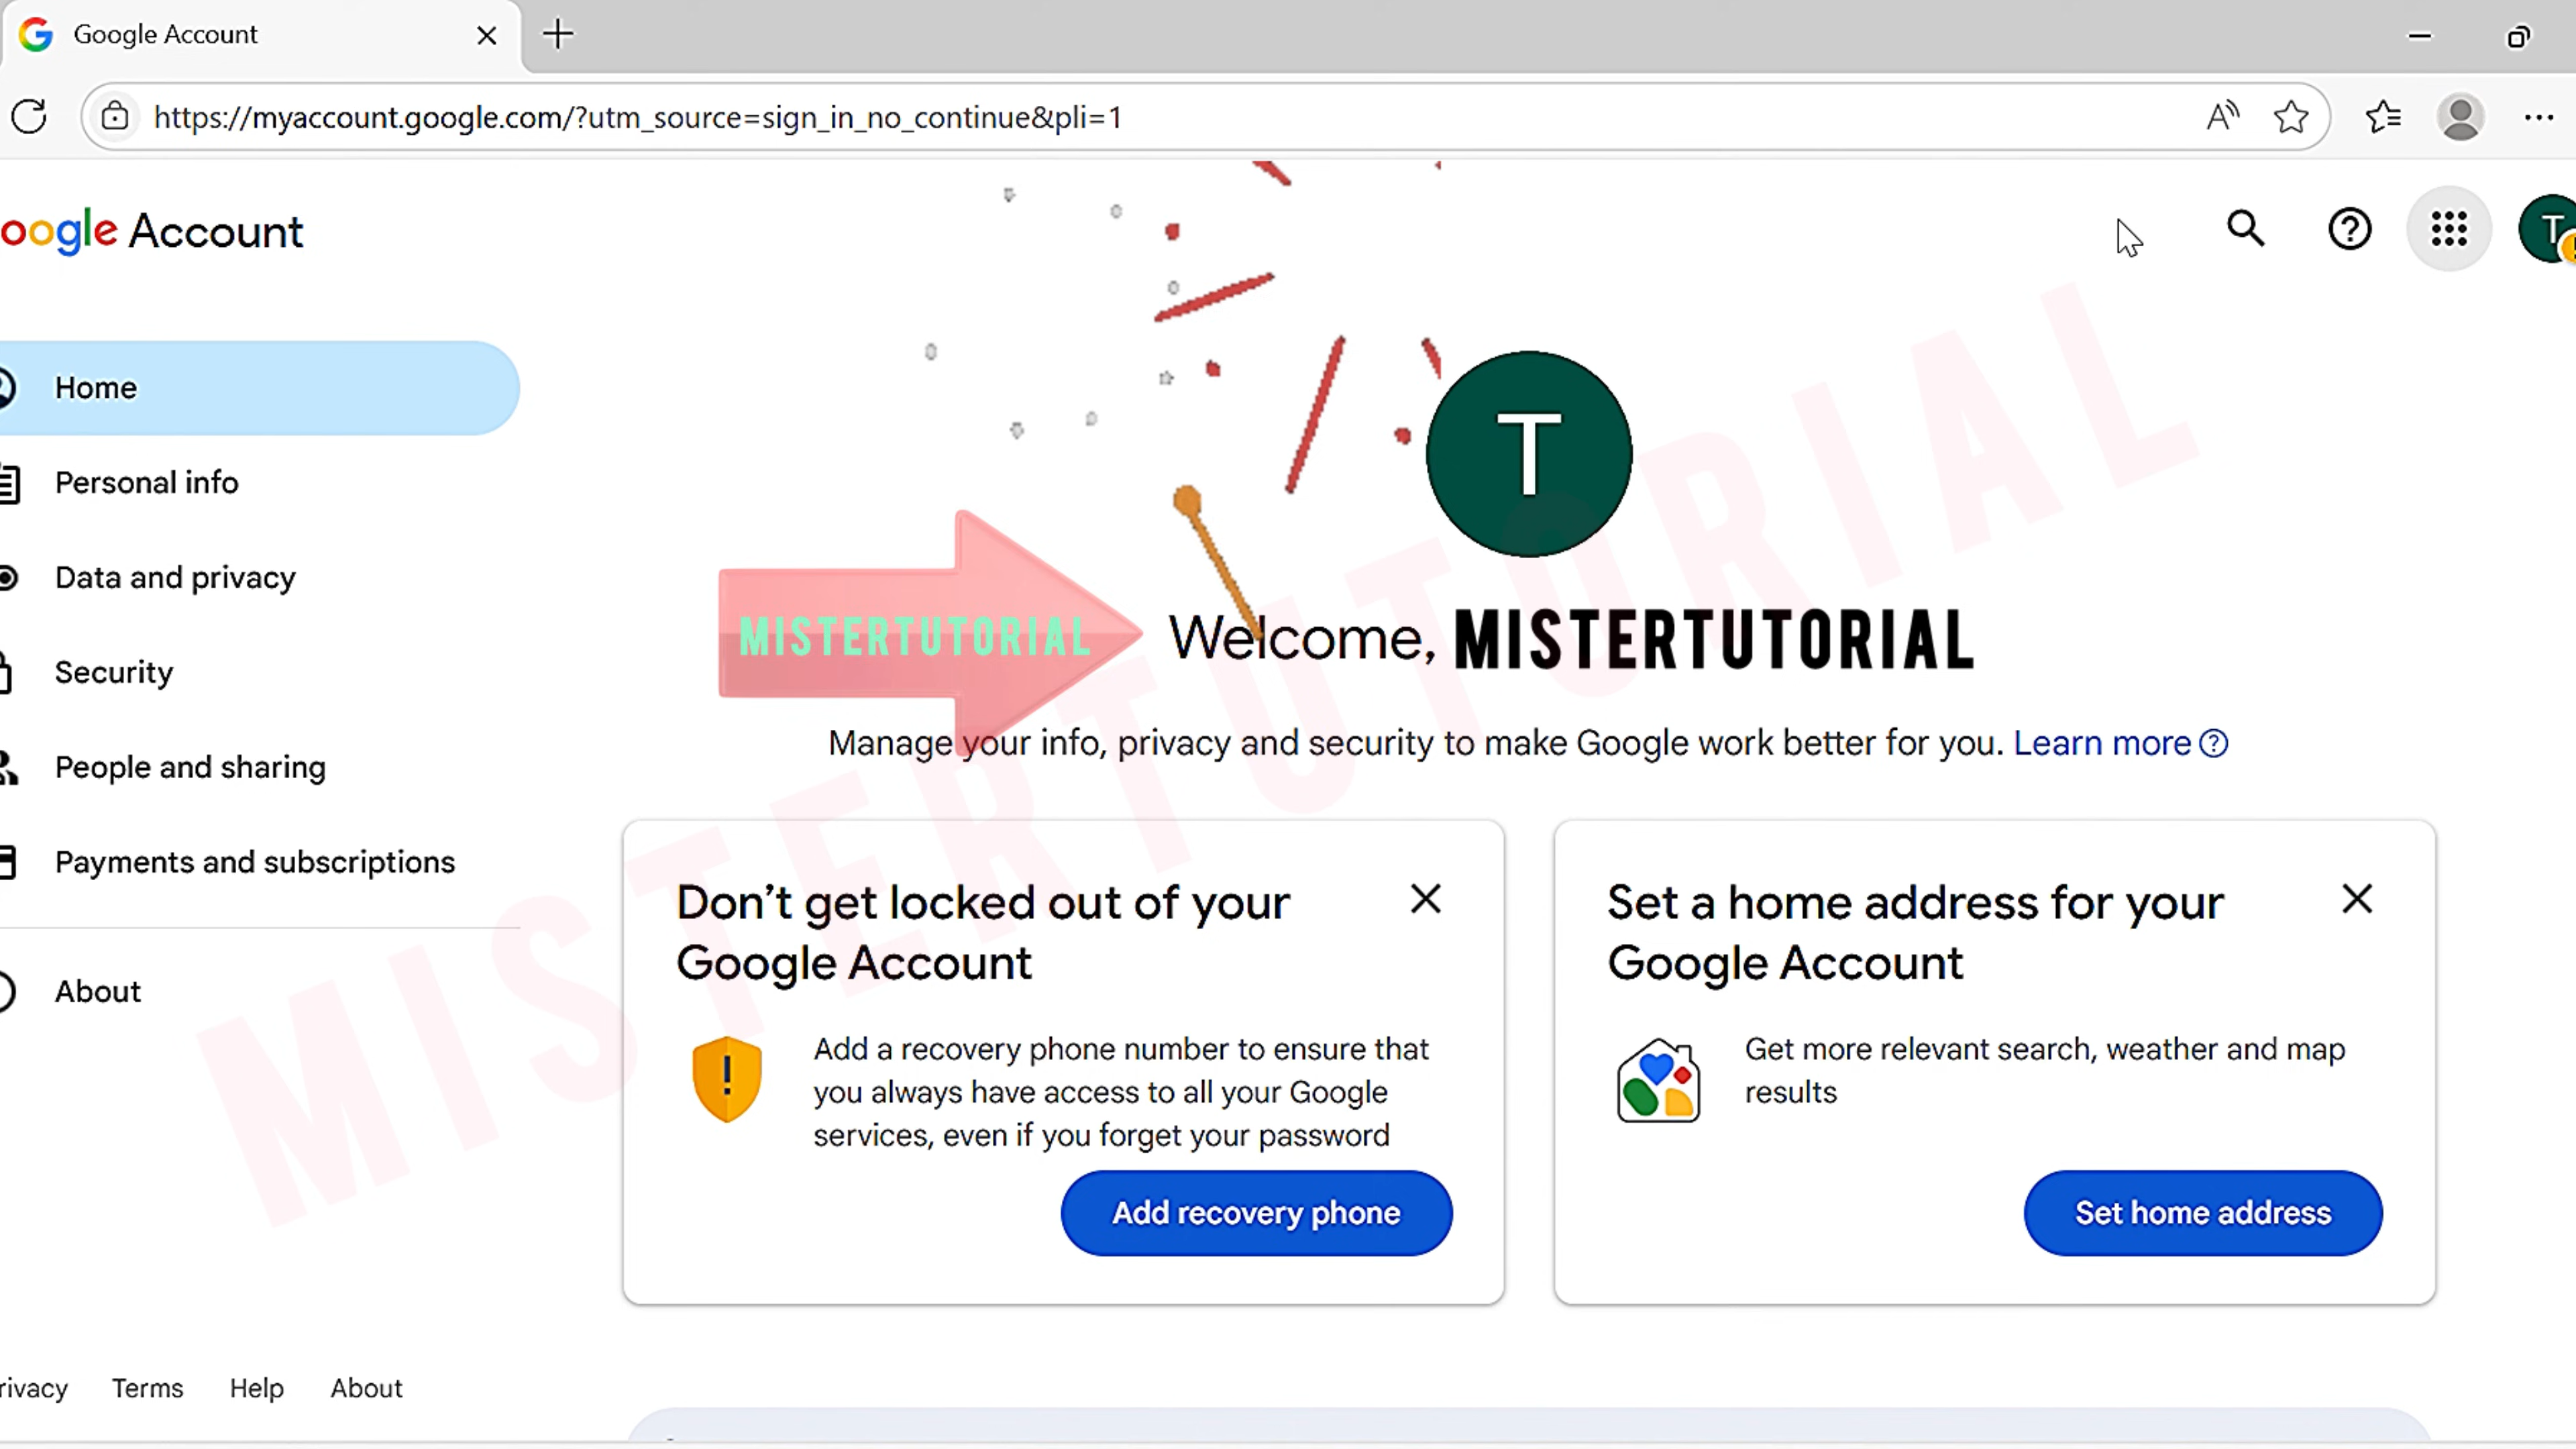 Google Account
https://myaccount.google.com/?utm_source=sign_in_no_continue&pli=1
oogle Account
T
Home
Personal info
Data and privacy
Security
People and sharing
Payments and subscriptions
About
T
MISTERTUTORIAL
Welcome, MISTERTUTORIAL
Manage your info, privacy and security to make Google work better for you. Learn more
MISTERTUTORIAL
Don't get locked out of your
Google Account
Add a recovery phone number to ensure that
you always have access to all your Google
services, even if you forget your password
Add recovery phone
Set a home address for your
Google Account
Get more relevant search, weather and map
results
Set home address
rivacy Terms Help About